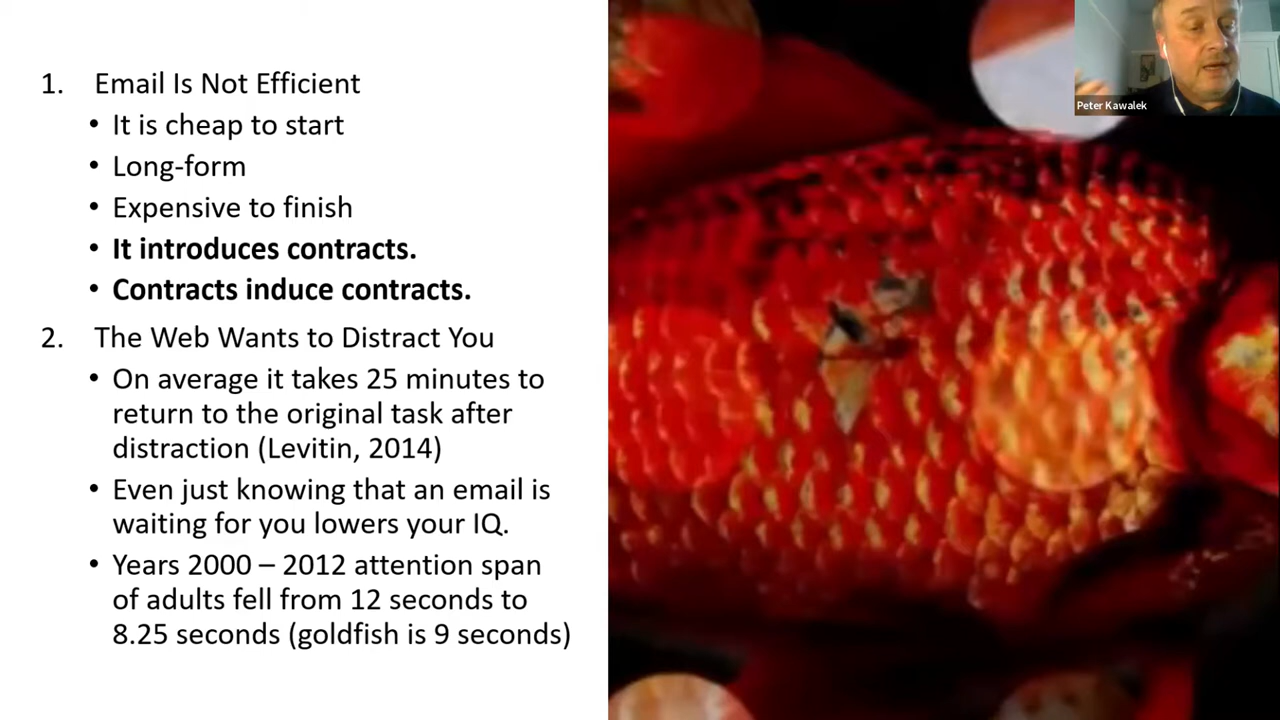 1. Email Is Not Efficient
• It is cheap to start
• Long-form
• Expensive to finish
• It introduces contracts.
• Contracts induce contracts.
2. The Web Wants to Distract You
• On average it takes 25 minutes to
return to the original task after
distraction (Levitin, 2014)
• Even just knowing that an email is
waiting for you lowers your IQ.
• Years 2000 – 2012 attention span
of adults fell from 12 seconds to
8.25 seconds (goldfish is 9 seconds)
Peter Kawalek